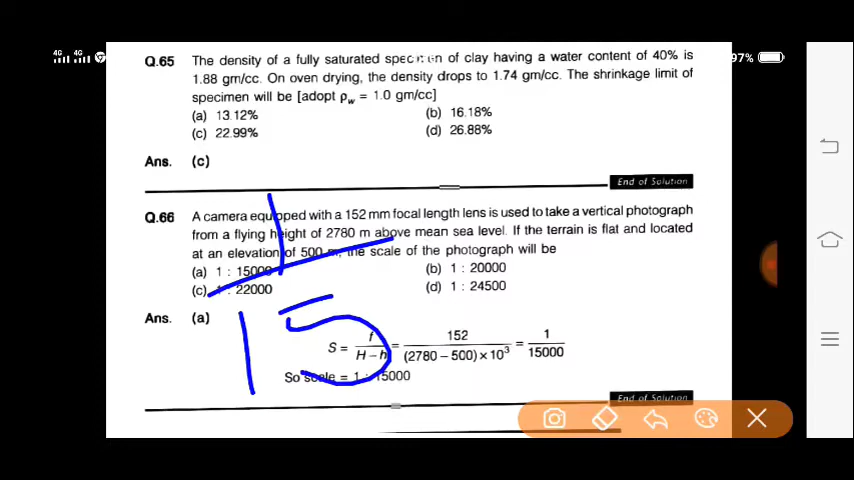 4G 4G 97%
Q.65 The density of a fully saturated specimen of clay having a water content of 40% is
1.88 gm/cc. On oven drying, the density drops to 1.74 gm/cc. The shrinkage limit of
specimen will be [adopt ρw = 1.0 gm/cc]
(a) 13.12% (b) 16.18%
(c) 22.99% (d) 26.88%
Ans. (c)
End of Solution
Q.66 A camera equipped with a 152 mm focal length lens is used to take a vertical photograph
from a flying height of 2780 m above mean sea level. If the terrain is flat and located
at an elevation of 500 m, the scale of the photograph will be
(a) 1 : 15000 (b) 1 : 20000
(c) 1 : 22000 (d) 1 : 24500
1
15
Ans. (a)
S = f / H – h = 152 / (2780 – 500) × 10³ = 1 / 15000
So scale = 1 : 15000
End of Solution